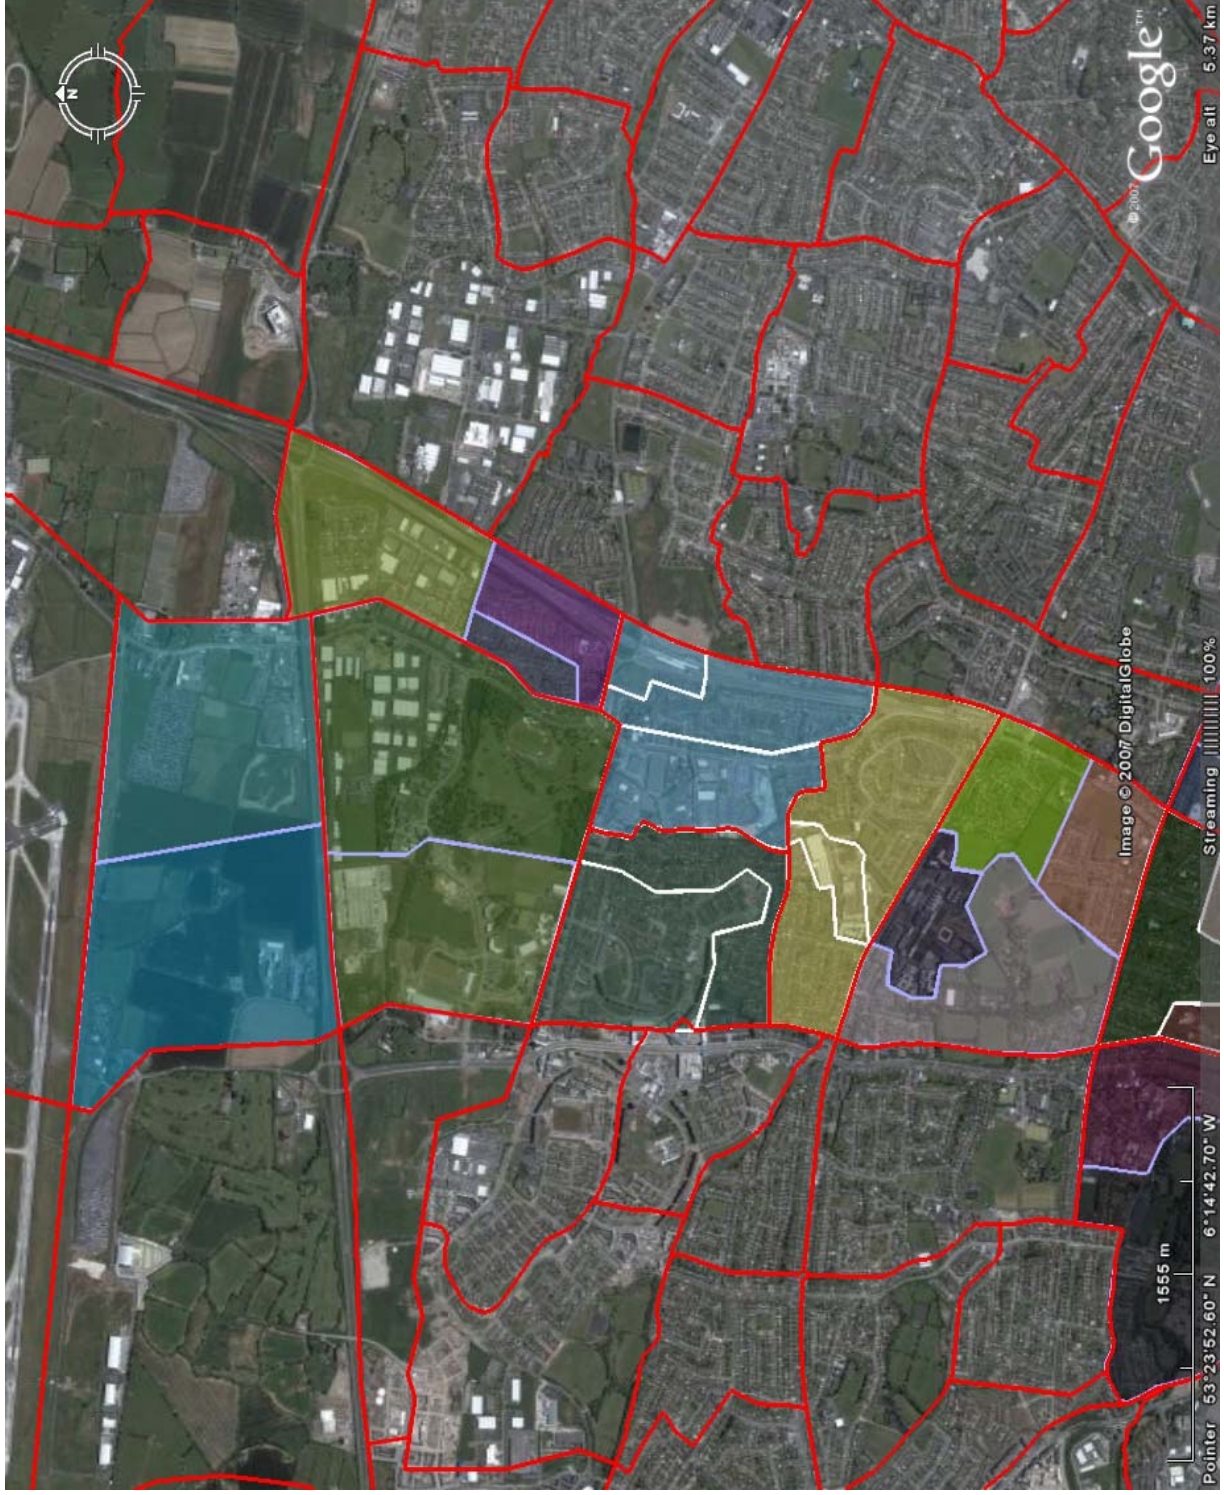 N
© 2007 Google™
Image © 2007 DigitalGlobe
1555 m
Pointer 53°23'52.60" N 6°14'42.70" W Streaming ||||||||| 100% Eye alt 5.37 km